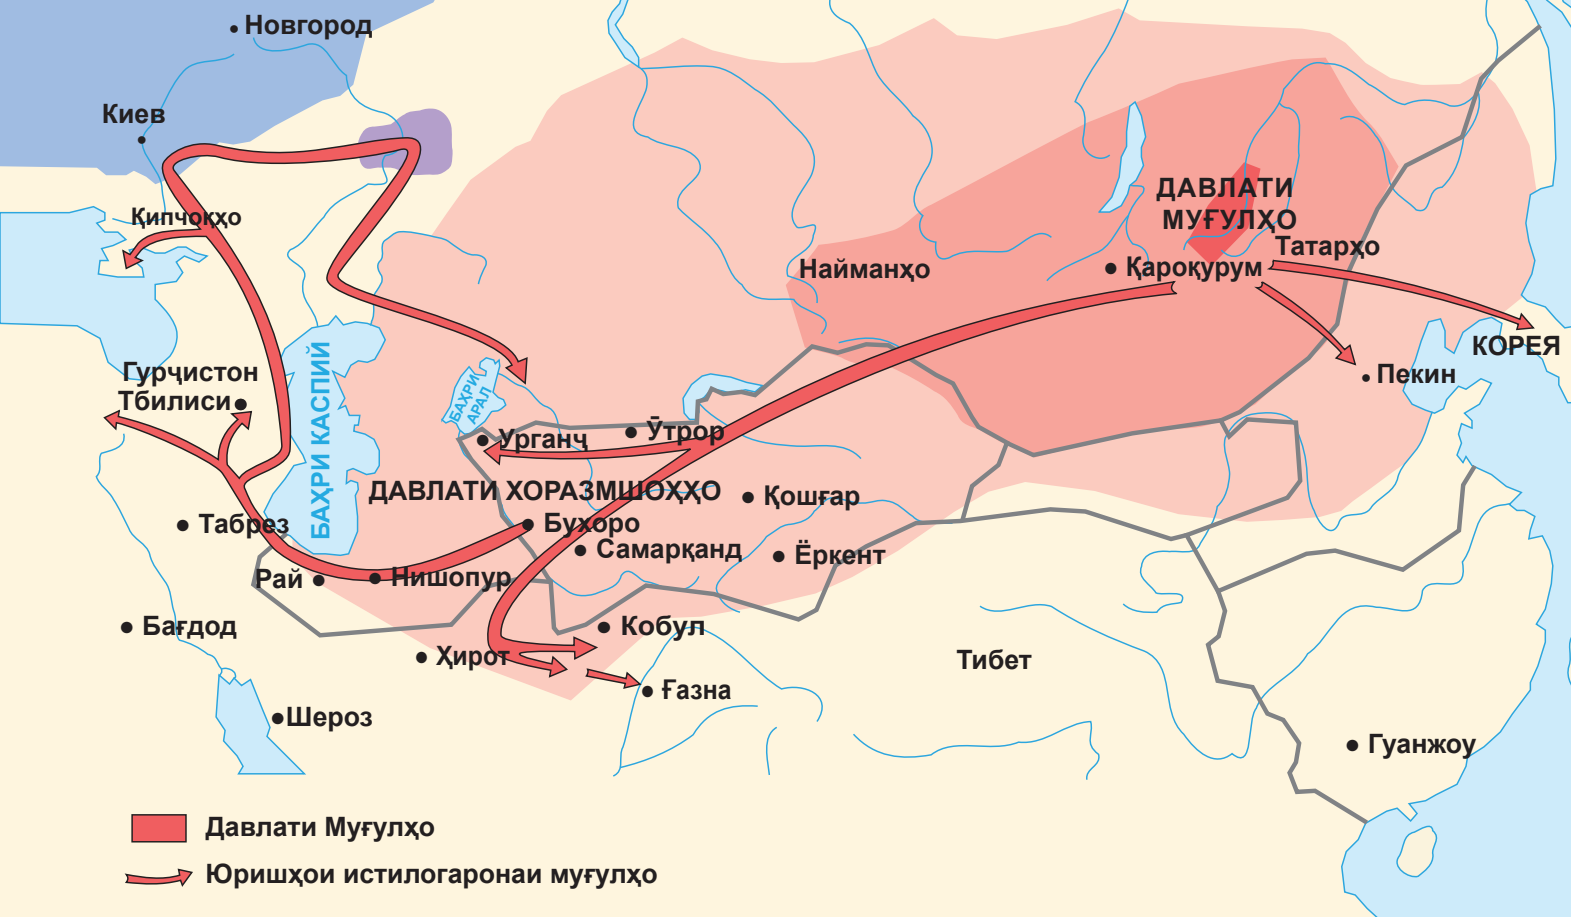 Новгород
Киев
Қипчоқҳо
ДАВЛАТИ
МУҒУЛҲО
Татарҳо
Найманҳо
Қароқурум
КОРЕЯ
Пекин
Гурҷистон
Тбилиси
БАҲРИ КАСПИЙ
БАҲРИ
АРАЛ
Урганҷ
Ӯтрор
ДАВЛАТИ ХОРАЗМШОҲҲО
Қошғар
Табрез
Бухоро
Самарқанд
Ёркент
Рай
Нишопур
Бағдод
Кобул
Ҳирот
Тибет
Ғазна
Шероз
Гуанжоу
Давлати Муғулҳо
Юришҳои истилогаронаи муғулҳо